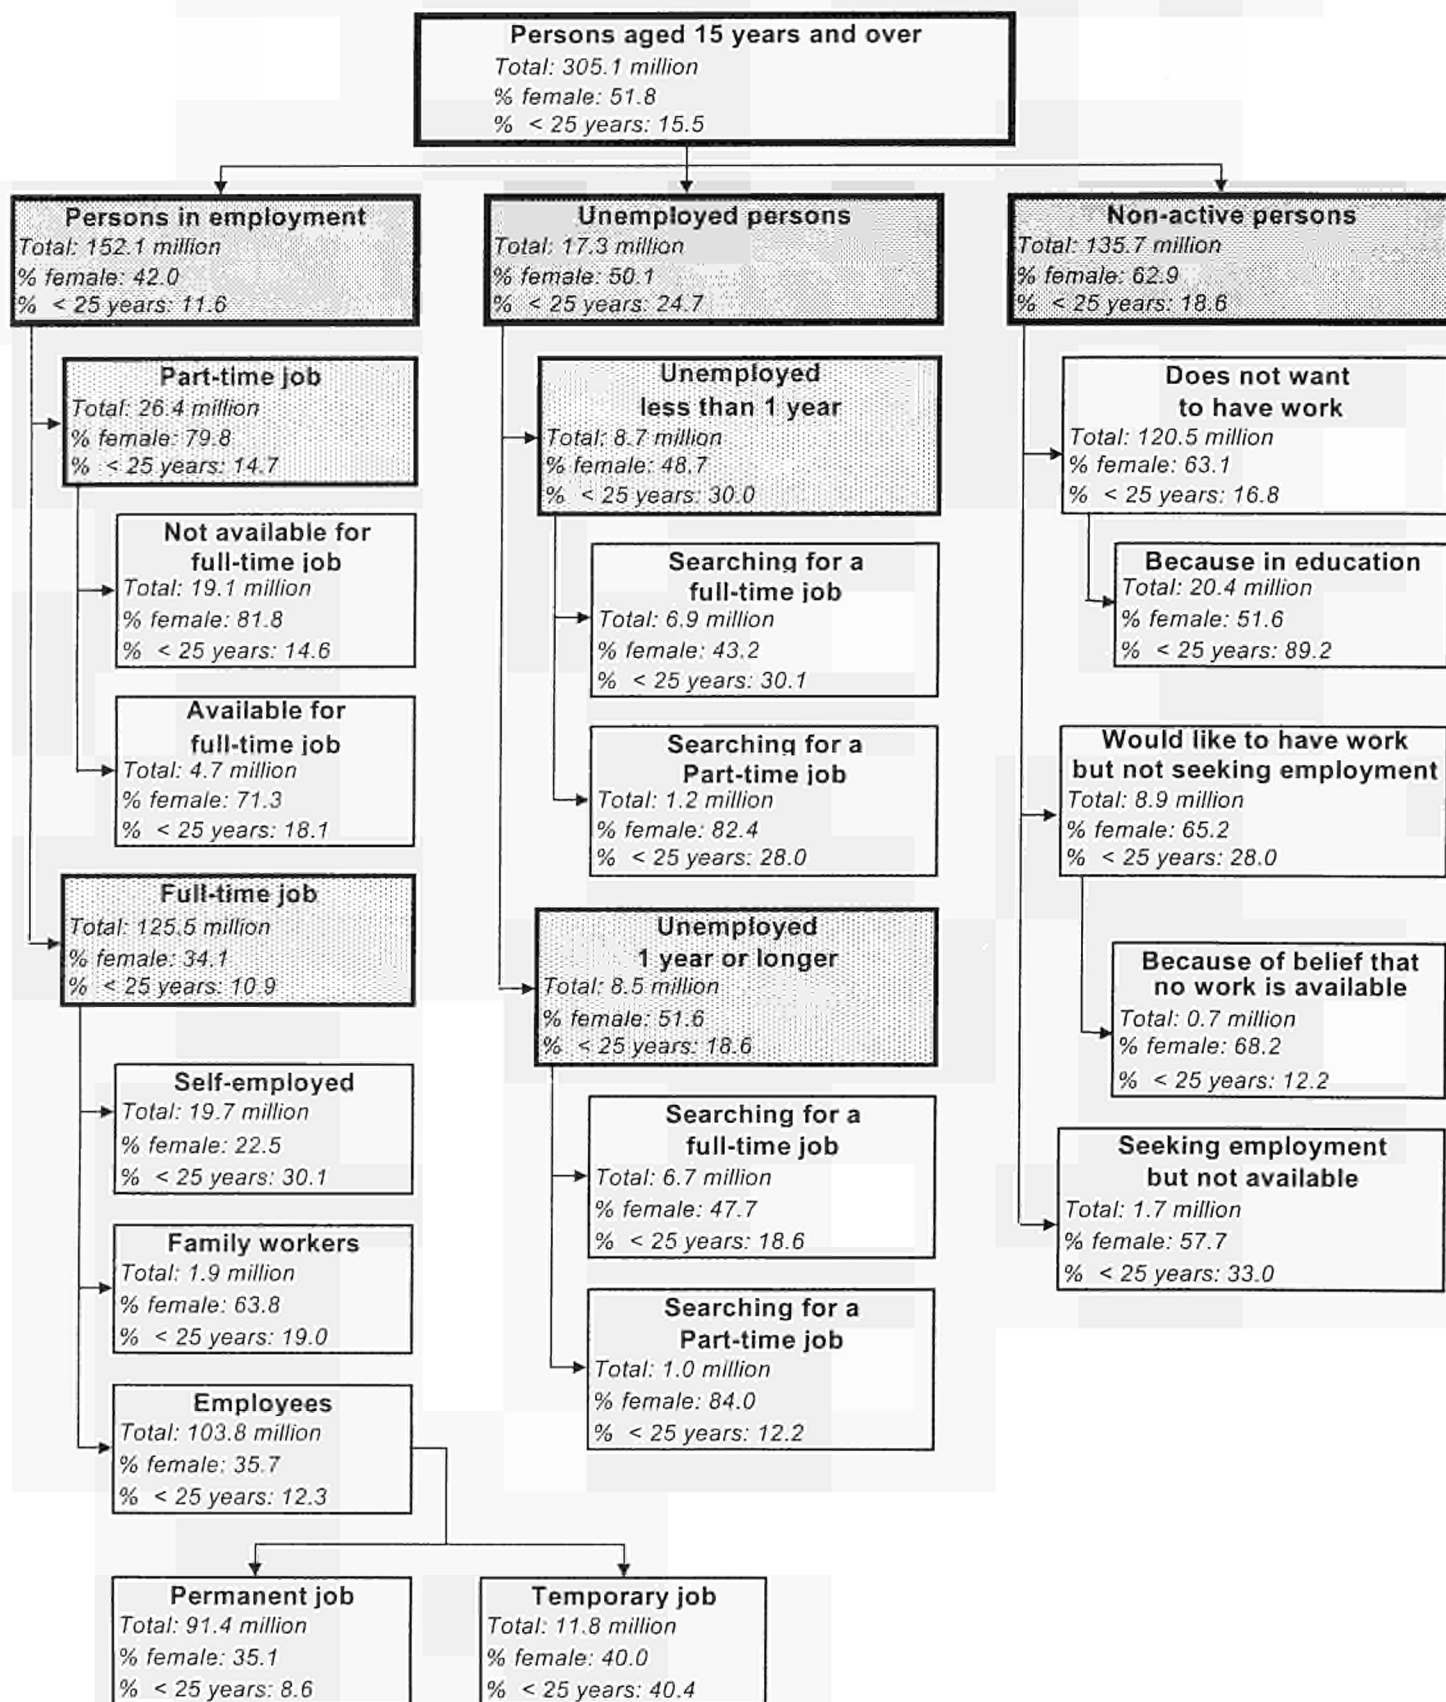 Persons aged 15 years and over
Total: 305.1 million
% female: 51.8
% < 25 years: 15.5
Persons in employment
Total: 152.1 million
% female: 42.0
% < 25 years: 11.6
Part-time job
Total: 26.4 million
% female: 79.8
% < 25 years: 14.7
Not available for
full-time job
Total: 19.1 million
% female: 81.8
% < 25 years: 14.6
Available for
full-time job
Total: 4.7 million
% female: 71.3
% < 25 years: 18.1
Full-time job
Total: 125.5 million
% female: 34.1
% < 25 years: 10.9
Self-employed
Total: 19.7 million
% female: 22.5
% < 25 years: 30.1
Family workers
Total: 1.9 million
% female: 63.8
% < 25 years: 19.0
Employees
Total: 103.8 million
% female: 35.7
% < 25 years: 12.3
Permanent job
Total: 91.4 million
% female: 35.1
% < 25 years: 8.6
Temporary job
Total: 11.8 million
% female: 40.0
% < 25 years: 40.4
Unemployed persons
Total: 17.3 million
% female: 50.1
% < 25 years: 24.7
Unemployed
less than 1 year
Total: 8.7 million
% female: 48.7
% < 25 years: 30.0
Searching for a
full-time job
Total: 6.9 million
% female: 43.2
% < 25 years: 30.1
Searching for a
Part-time job
Total: 1.2 million
% female: 82.4
% < 25 years: 28.0
Unemployed
1 year or longer
Total: 8.5 million
% female: 51.6
% < 25 years: 18.6
Searching for a
full-time job
Total: 6.7 million
% female: 47.7
% < 25 years: 18.6
Searching for a
Part-time job
Total: 1.0 million
% female: 84.0
% < 25 years: 12.2
Non-active persons
Total: 135.7 million
% female: 62.9
% < 25 years: 18.6
Does not want
to have work
Total: 120.5 million
% female: 63.1
% < 25 years: 16.8
Because in education
Total: 20.4 million
% female: 51.6
% < 25 years: 89.2
Would like to have work
but not seeking employment
Total: 8.9 million
% female: 65.2
% < 25 years: 28.0
Because of belief that
no work is available
Total: 0.7 million
% female: 68.2
% < 25 years: 12.2
Seeking employment
but not available
Total: 1.7 million
% female: 57.7
% < 25 years: 33.0